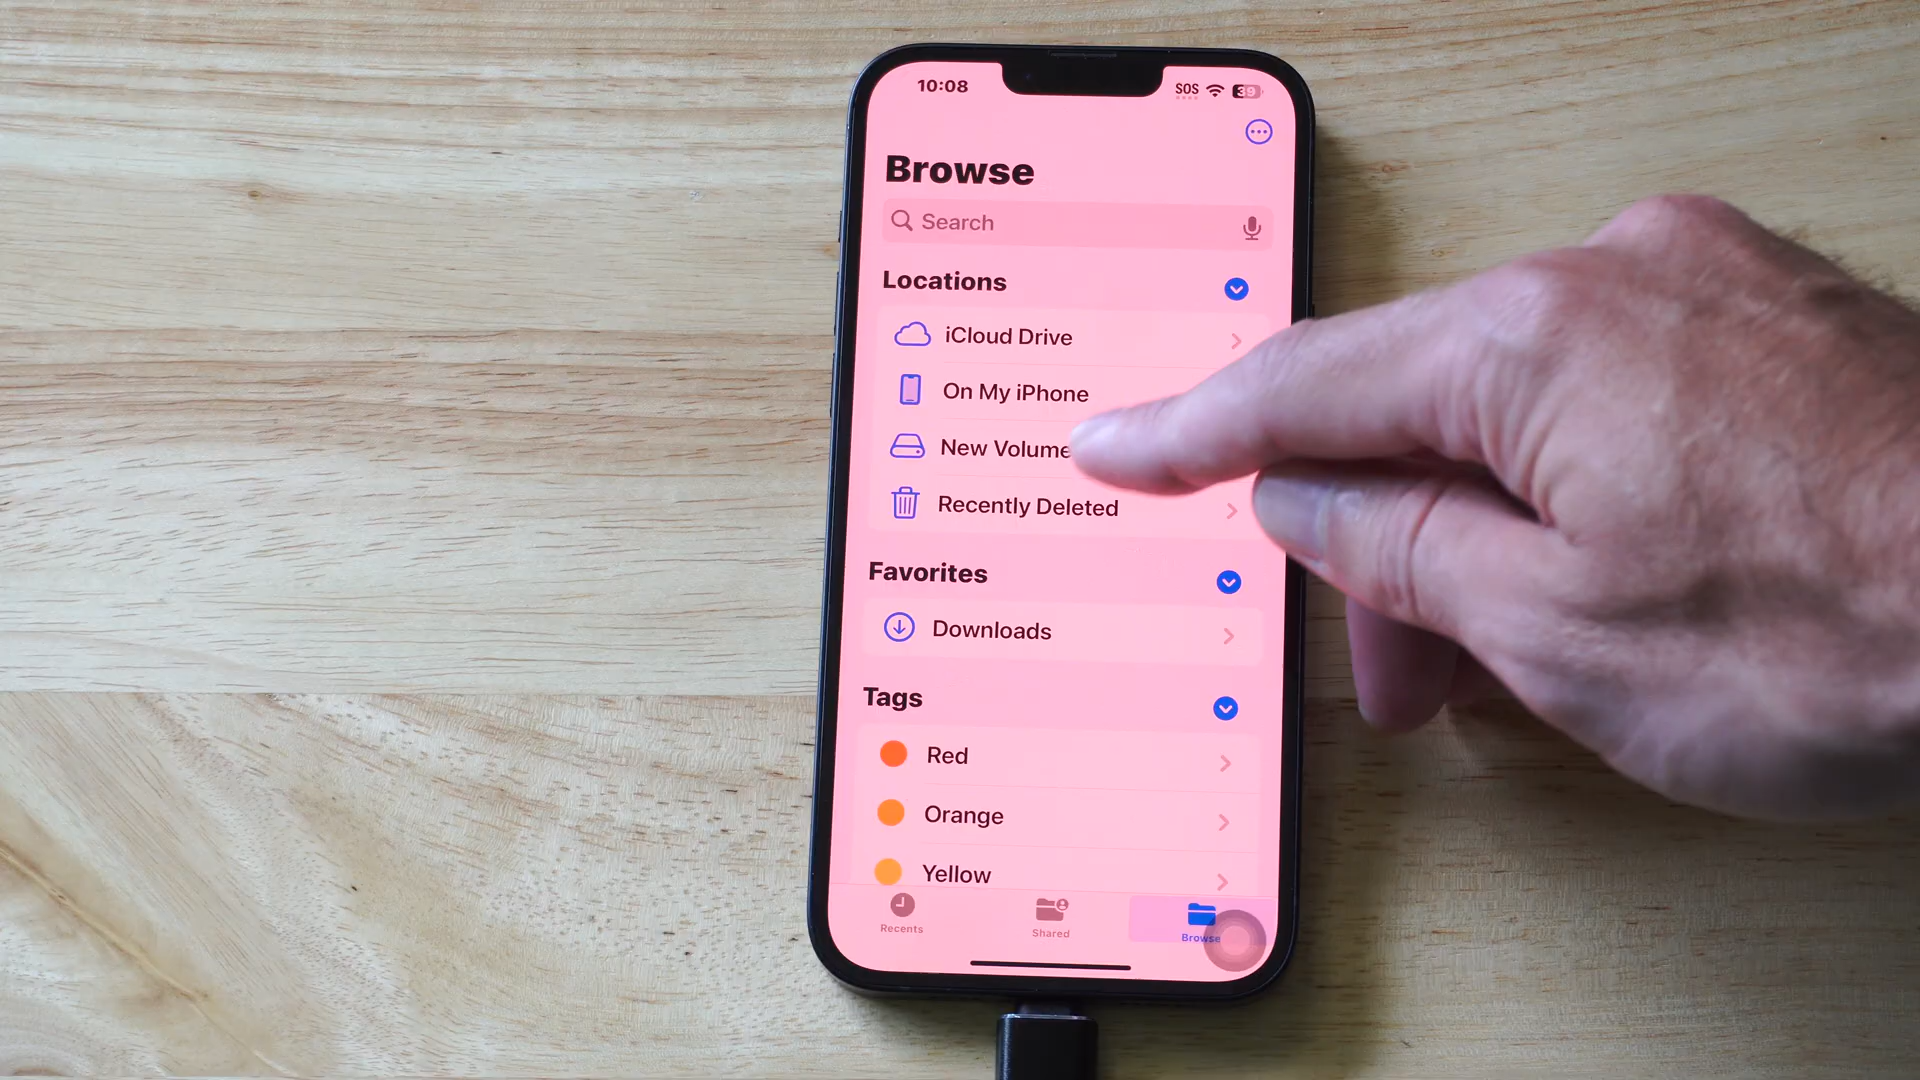 10:08
SOS
39
Browse
Search
Locations
iCloud Drive
On My iPhone
New Volume
Recently Deleted
Favorites
Downloads
Tags
Red
Orange
Yellow
Recents
Shared
Browse